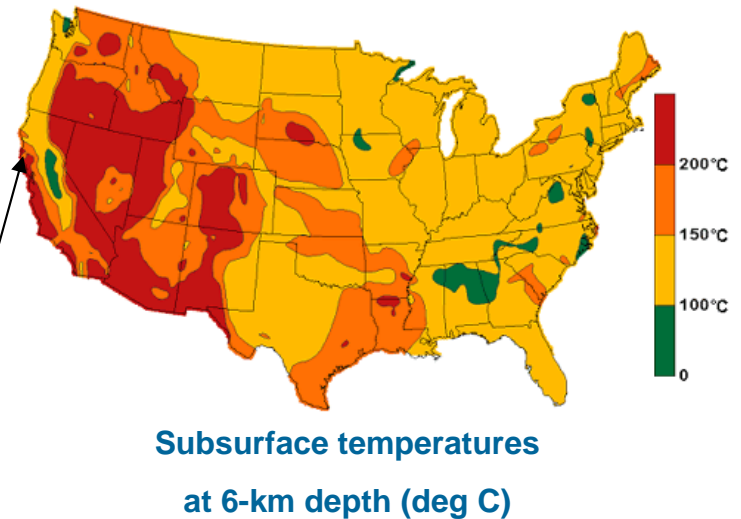 200°C
150°C
100°C
0
Subsurface temperatures
at 6-km depth (deg C)